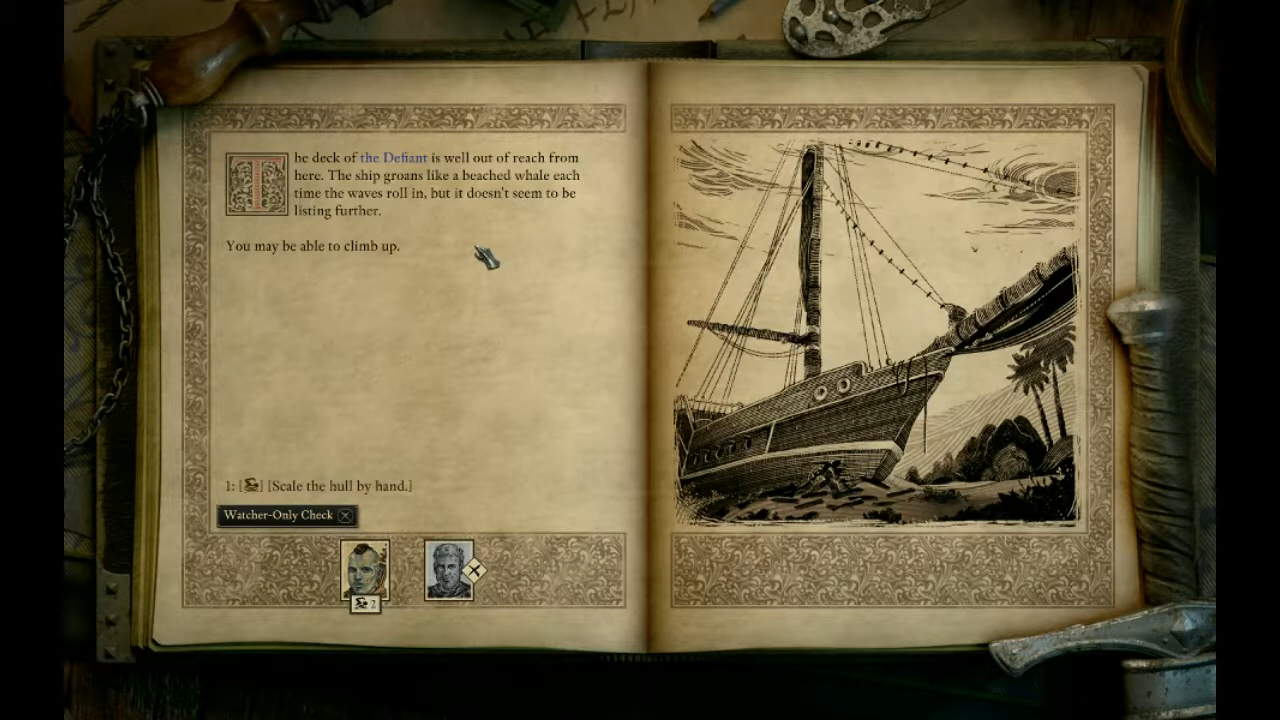 The deck of the Defiant is well out of reach from
here. The ship groans like a beached whale each
time the waves roll in, but it doesn't seem to be
listing further.
You may be able to climb up.
1: [] [Scale the hull by hand.]
Watcher-Only Check
2